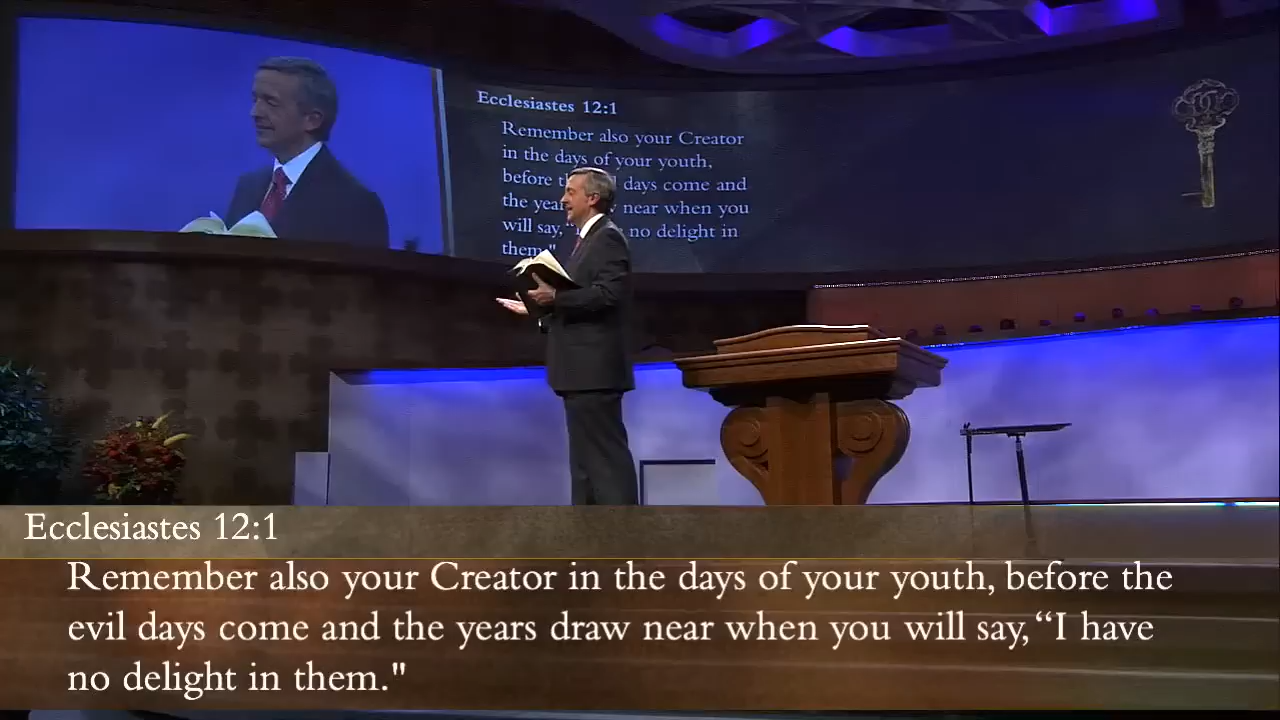 Ecclesiastes 12:1
Remember also your Creator
in the days of your youth,
before days come and
the near when you
will say, no delight in
them."
Ecclesiastes 12:1
Remember also your Creator in the days of your youth, before the
evil days come and the years draw near when you will say, “I have
no delight in them."